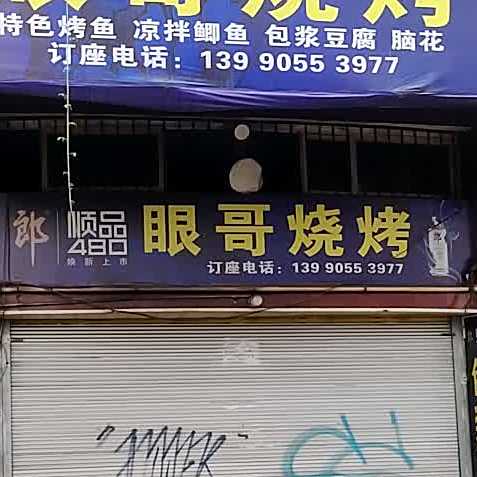 特色烤鱼 凉拌鲫鱼 包浆豆腐 脑花
订座电话：139 9055 3977
郎 顺品 480 焕新上市
眼哥烧烤
订座电话：139 9055 3977